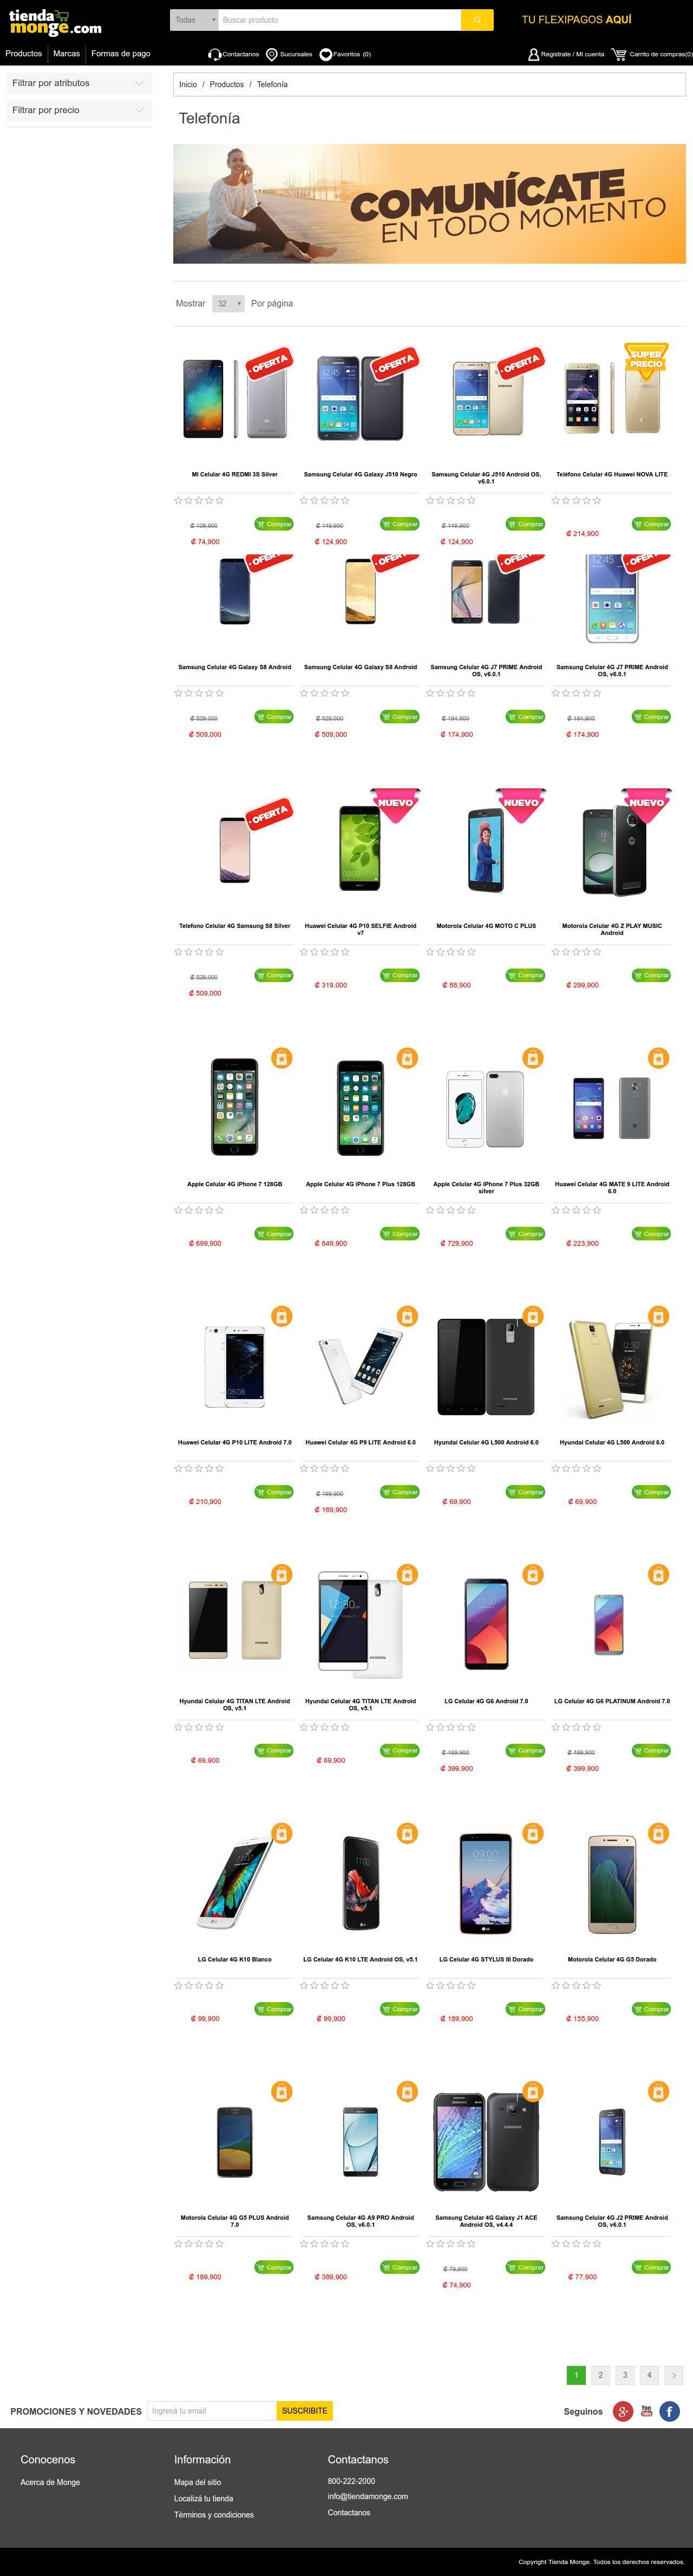 tienda
monge.com
Todas
Buscar producto
TU FLEXIPAGOS AQUÍ
Productos
Marcas
Formas de pago
Contactanos
Sucursales
Favoritos (0)
Registrate / Mi cuenta
Carrito de compras(0)
Filtrar por atributos
Filtrar por precio
Inicio / Productos / Telefonía
Telefonía
COMUNÍCATE
EN TODO MOMENTO
Mostrar 32 Por página
OFERTA
OFERTA
OFERTA
SUPER
PRECIO
MI Celular 4G REDMI 3S Silver
Samsung Celular 4G Galaxy J510 Negro
Samsung Celular 4G J510 Android OS,
v6.0.1
Teléfono Celular 4G Huawei NOVA LITE
₡ 109,900 Comprar
₡ 74,900
₡ 149,900 Comprar
₡ 124,900
₡ 149,900 Comprar
₡ 124,900
₡ 214,900 Comprar
OFERTA
OFERTA
OFERTA
OFERTA
Samsung Celular 4G Galaxy S8 Android
Samsung Celular 4G Galaxy S8 Android
Samsung Celular 4G J7 PRIME Android
OS, v6.0.1
Samsung Celular 4G J7 PRIME Android
OS, v6.0.1
₡ 529,000 Comprar
₡ 509,000
₡ 529,000 Comprar
₡ 509,000
₡ 194,900 Comprar
₡ 174,900
₡ 194,900 Comprar
₡ 174,900
OFERTA
NUEVO
NUEVO
NUEVO
Telefono Celular 4G Samsung S8 Silver
Huawei Celular 4G P10 SELFIE Android
v7
Motorola Celular 4G MOTO C PLUS
Motorola Celular 4G Z PLAY MUSIC
Android
₡ 529,000 Comprar
₡ 509,000
₡ 319,000 Comprar
₡ 88,900 Comprar
₡ 299,900 Comprar
Apple Celular 4G iPhone 7 128GB
Apple Celular 4G iPhone 7 Plus 128GB
Apple Celular 4G iPhone 7 Plus 32GB
silver
Huawei Celular 4G MATE 9 LITE Android
6.0
₡ 699,900 Comprar
₡ 849,900 Comprar
₡ 729,900 Comprar
₡ 223,900 Comprar
Huawei Celular 4G P10 LITE Android 7.0
Huawei Celular 4G P9 LITE Android 6.0
Hyundai Celular 4G L500 Android 6.0
Hyundai Celular 4G L500 Android 6.0
₡ 210,900 Comprar
₡ 199,900 Comprar
₡ 169,900
₡ 69,900 Comprar
₡ 69,900 Comprar
Hyundai Celular 4G TITAN LTE Android
OS, v5.1
Hyundai Celular 4G TITAN LTE Android
OS, v5.1
LG Celular 4G G6 Android 7.0
LG Celular 4G G6 PLATINUM Android 7.0
₡ 69,900 Comprar
₡ 69,900 Comprar
₡ 489,900 Comprar
₡ 399,900
₡ 489,900 Comprar
₡ 399,900
LG Celular 4G K10 Blanco
LG Celular 4G K10 LTE Android OS, v5.1
LG Celular 4G STYLUS III Dorado
Motorola Celular 4G G5 Dorado
₡ 99,900 Comprar
₡ 99,900 Comprar
₡ 189,900 Comprar
₡ 155,900 Comprar
Motorola Celular 4G G5 PLUS Android
7.0
Samsung Celular 4G A9 PRO Android
OS, v6.0.1
Samsung Celular 4G Galaxy J1 ACE
Android OS, v4.4.4
Samsung Celular 4G J2 PRIME Android
OS, v6.0.1
₡ 189,900 Comprar
₡ 389,900 Comprar
₡ 79,900 Comprar
₡ 74,900
₡ 77,900 Comprar
1 2 3 4
PROMOCIONES Y NOVEDADES
Ingresá tu email
SUSCRIBITE
Seguinos
Conocenos
Acerca de Monge
Información
Mapa del sitio
Localizá tu tienda
Términos y condiciones
Contactanos
800-222-2000
info@tiendamonge.com
Contactanos
Copyright Tienda Monge. Todos los derechos reservados.